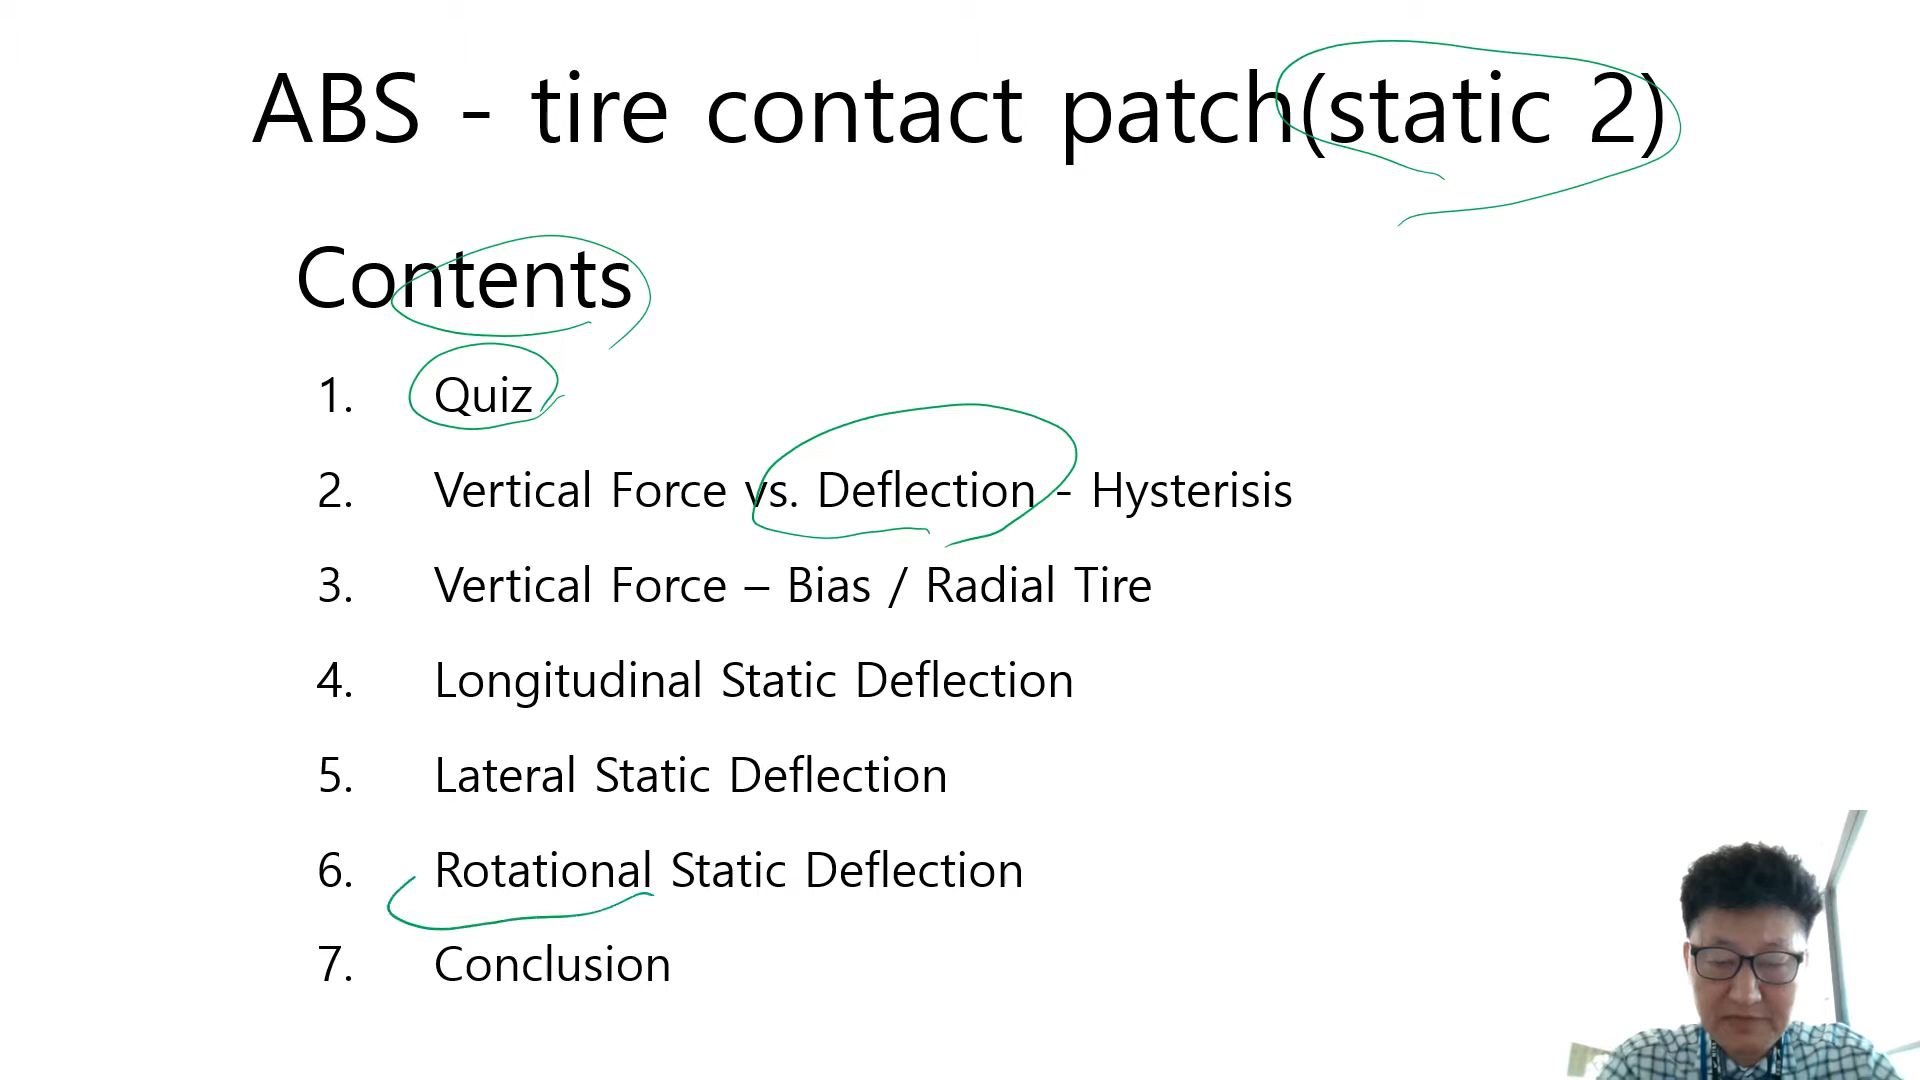 ABS - tire contact patch(static 2)
Contents
1. Quiz
2. Vertical Force vs. Deflection - Hysterisis
3. Vertical Force – Bias / Radial Tire
4. Longitudinal Static Deflection
5. Lateral Static Deflection
6. Rotational Static Deflection
7. Conclusion